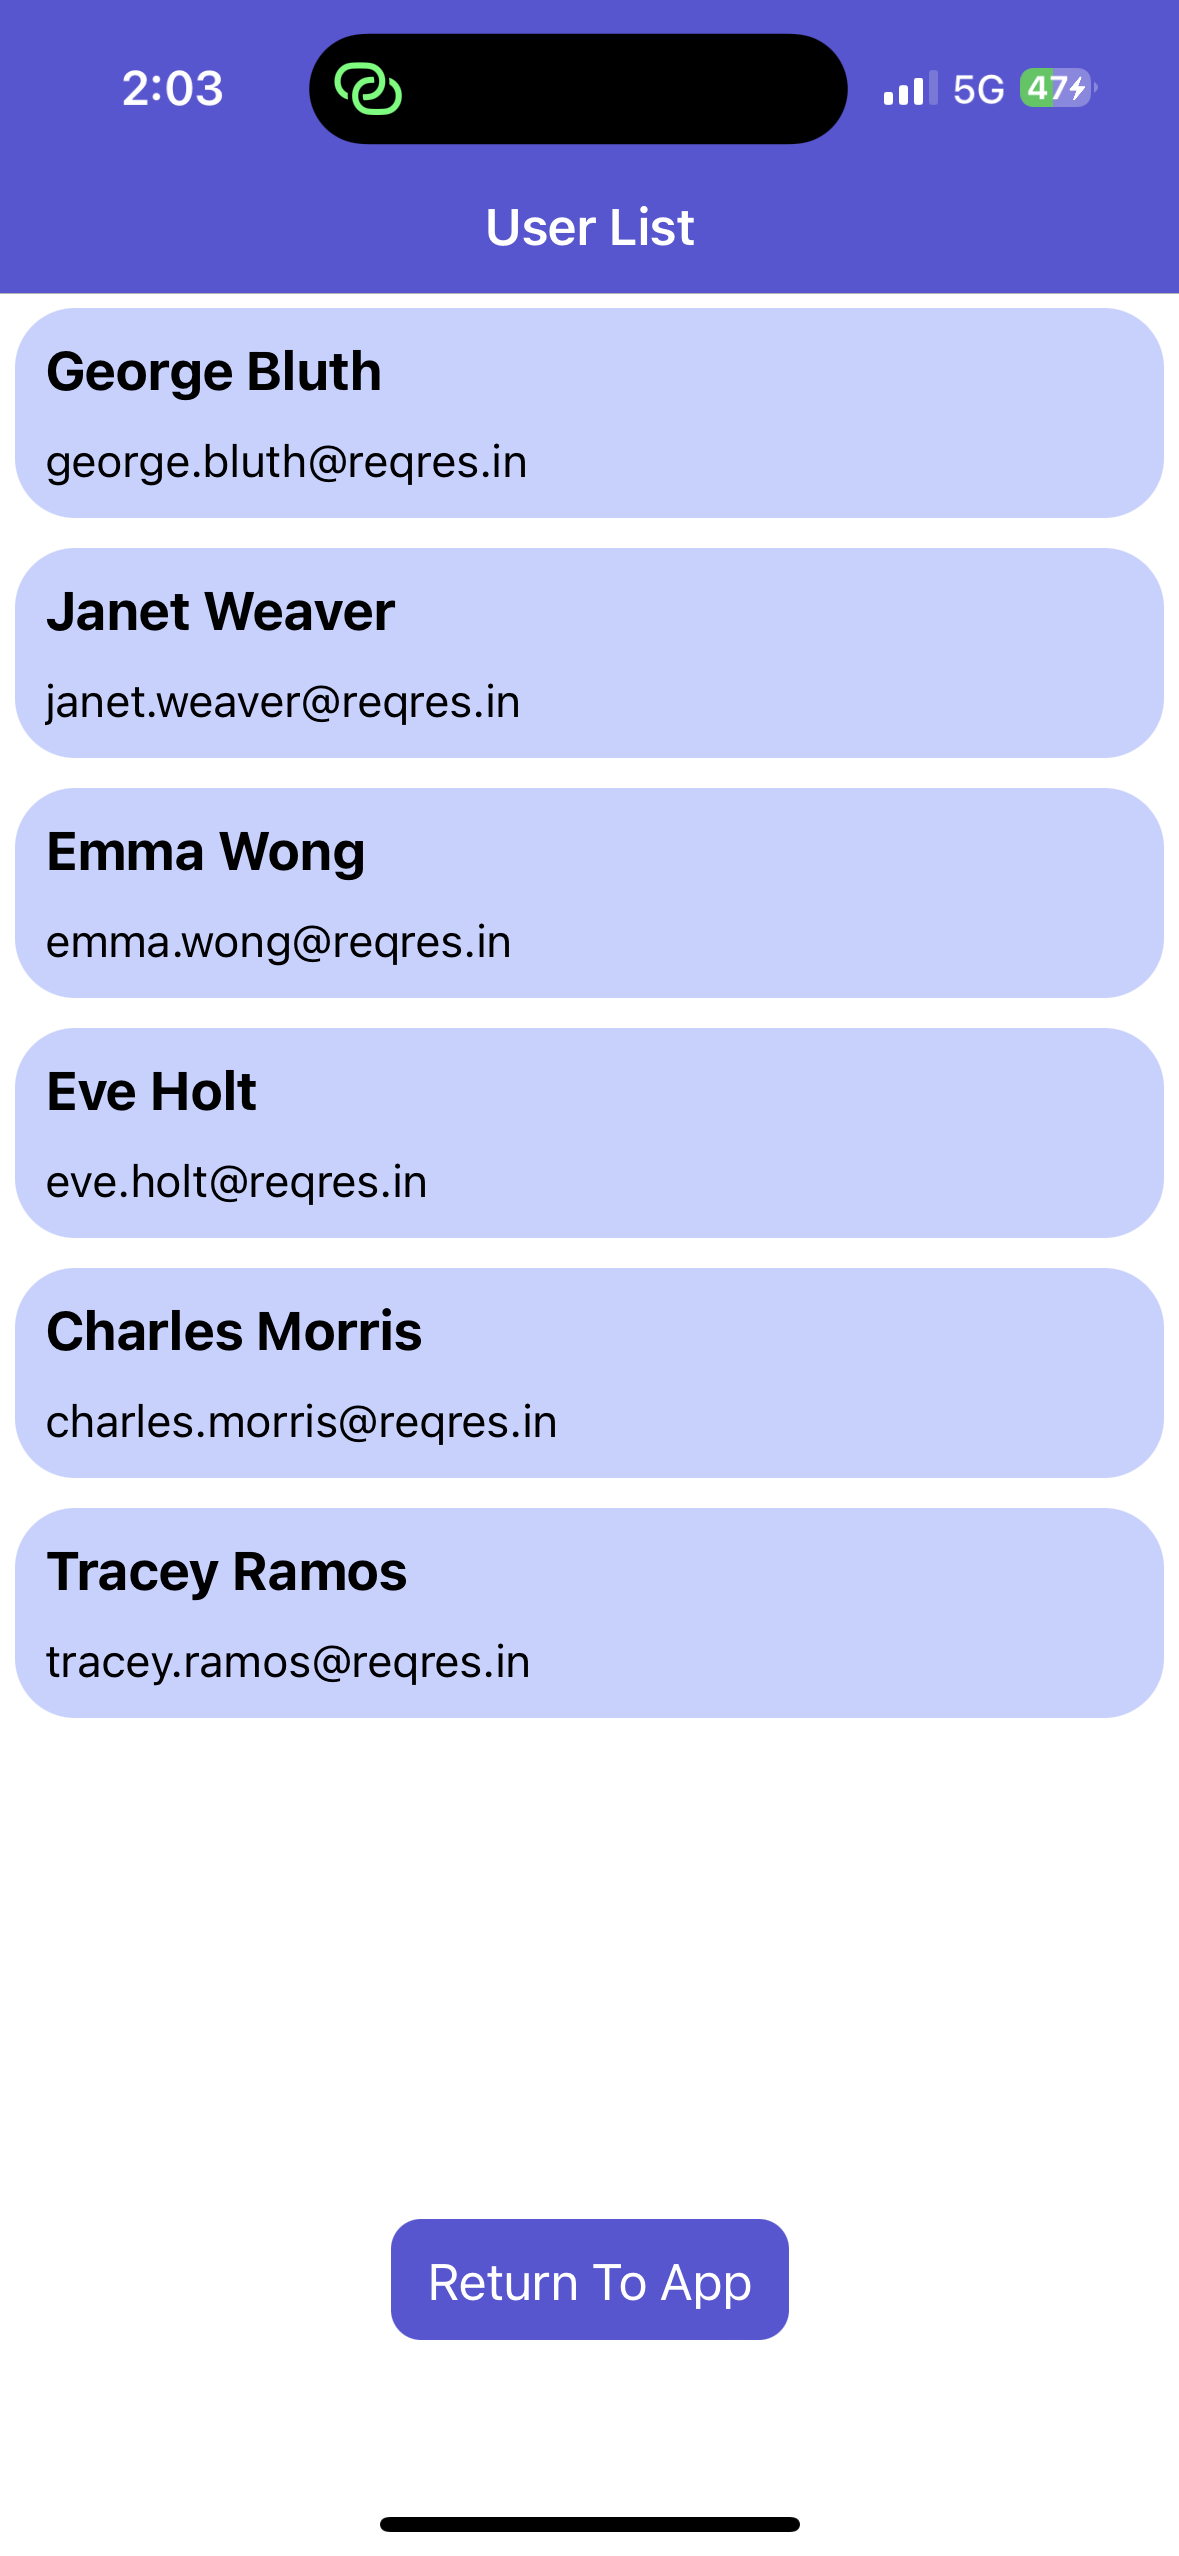 2:03
5G
47
User List
George Bluth
george.bluth@reqres.in
Janet Weaver
janet.weaver@reqres.in
Emma Wong
emma.wong@reqres.in
Eve Holt
eve.holt@reqres.in
Charles Morris
charles.morris@reqres.in
Tracey Ramos
tracey.ramos@reqres.in
Return To App